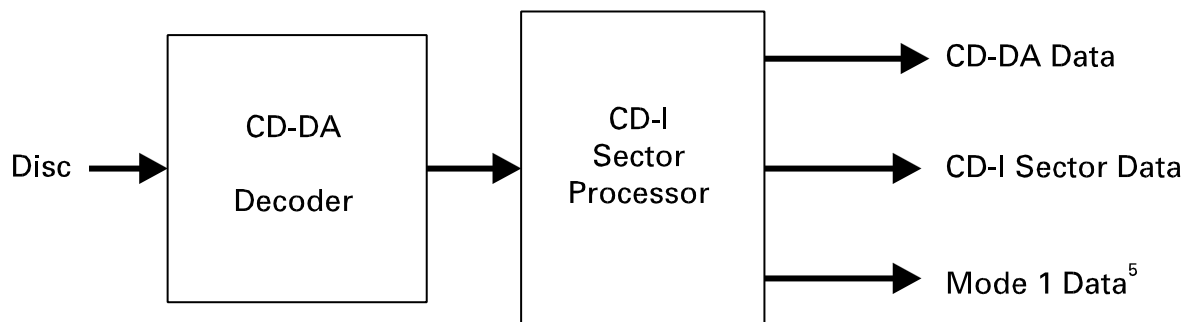 Disc
CD-DA
Decoder
CD-I
Sector
Processor
CD-DA Data
CD-I Sector Data
Mode 1 Data⁵